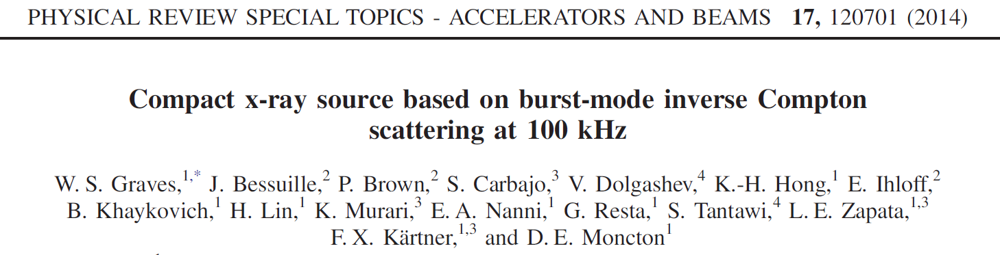 PHYSICAL REVIEW SPECIAL TOPICS - ACCELERATORS AND BEAMS 17, 120701 (2014)
Compact x-ray source based on burst-mode inverse Compton
scattering at 100 kHz
W. S. Graves,1,* J. Bessuille,2 P. Brown,2 S. Carbajo,3 V. Dolgashev,4 K.-H. Hong,1 E. Ihloff,2
B. Khaykovich,1 H. Lin,1 K. Murari,3 E. A. Nanni,1 G. Resta,1 S. Tantawi,4 L. E. Zapata,1,3
F. X. Kärtner,1,3 and D. E. Moncton1